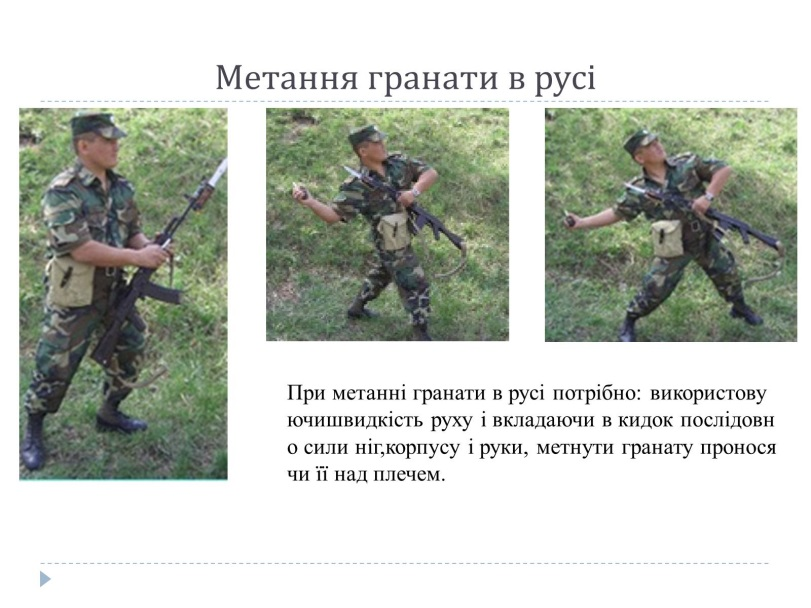 Метання гранати в русі
При метанні гранати в русі потрібно: використову
ючишвидкість руху і вкладаючи в кидок послідовн
о сили ніг,корпусу і руки, метнути гранату пронося
чи її над плечем.